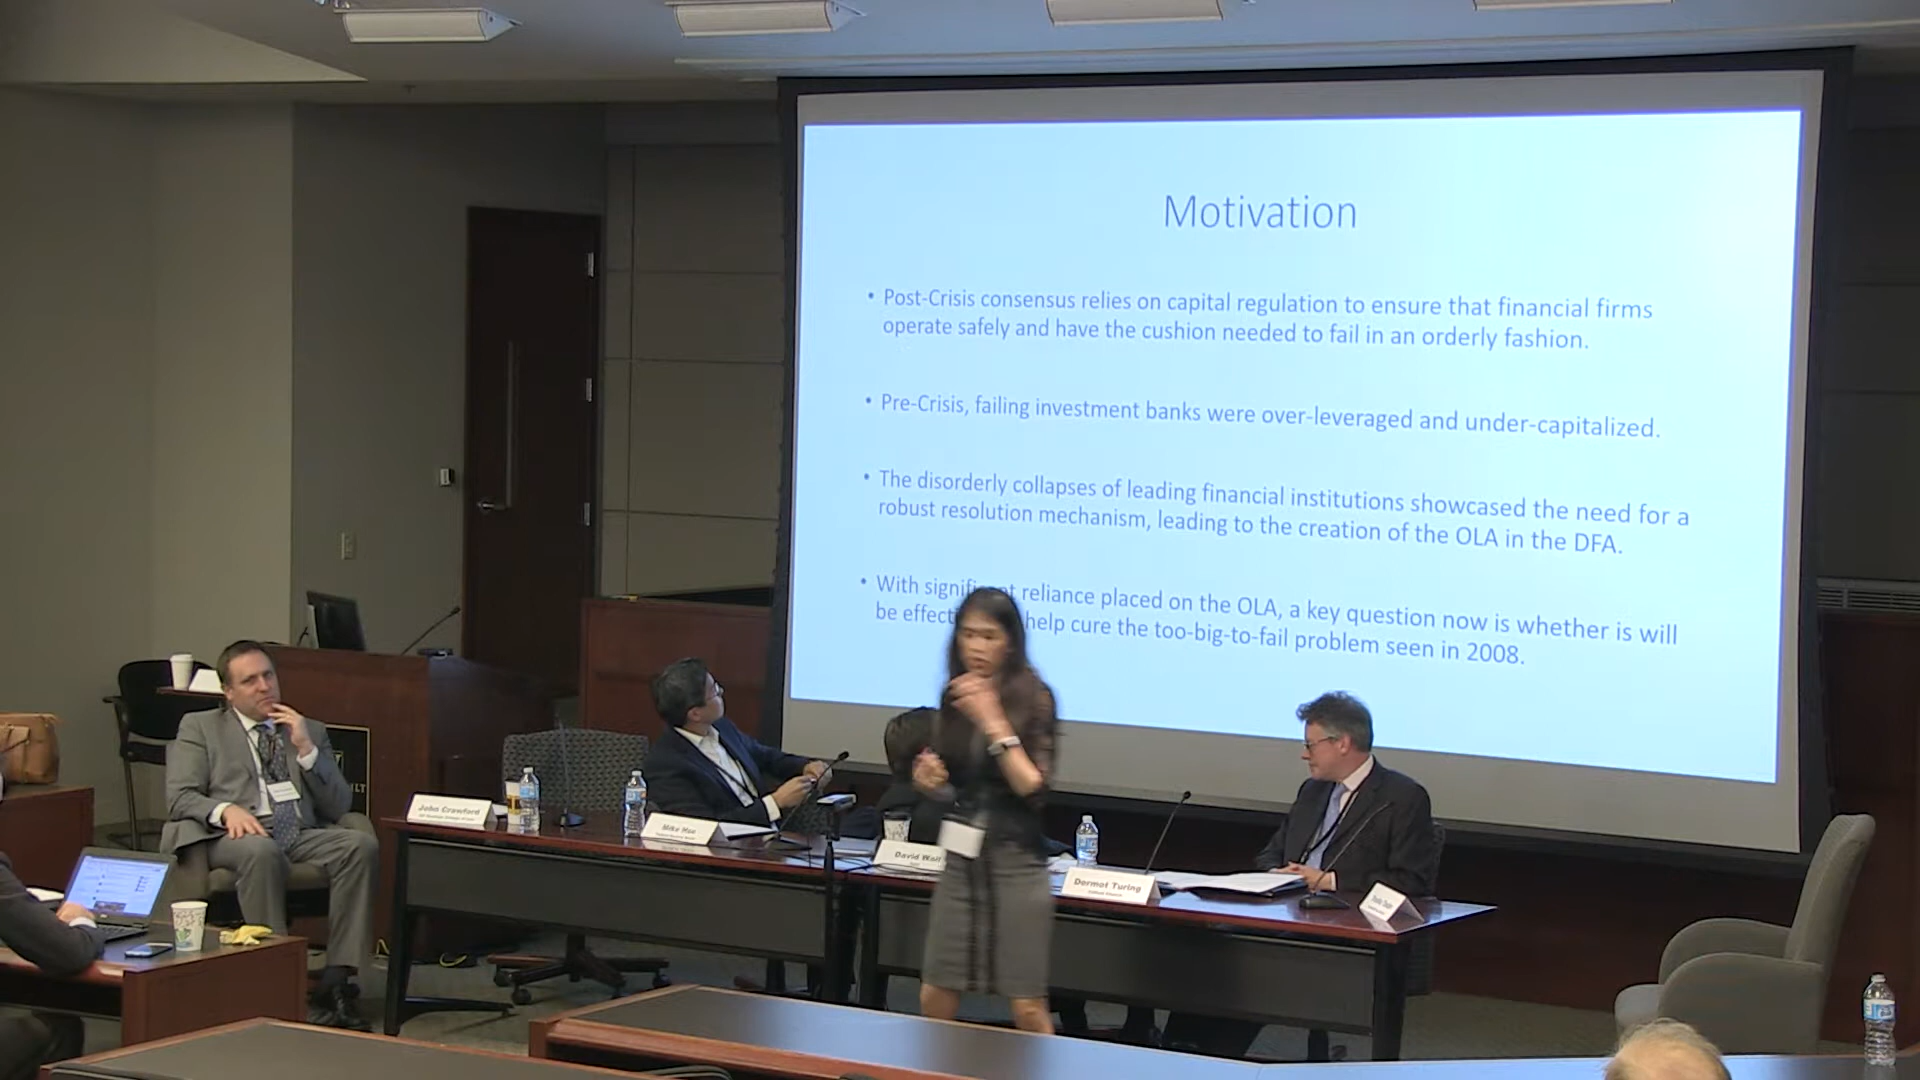 Motivation
• Post-Crisis consensus relies on capital regulation to ensure that financial firms
operate safely and have the cushion needed to fail in an orderly fashion.
• Pre-Crisis, failing investment banks were over-leveraged and under-capitalized.
• The disorderly collapses of leading financial institutions showcased the need for a
robust resolution mechanism, leading to the creation of the OLA in the DFA.
• With significant reliance placed on the OLA, a key question now is whether is will
be effect help cure the too-big-to-fail problem seen in 2008.
John Crawford
Mike Hsu
David Wall
Dermot Turing